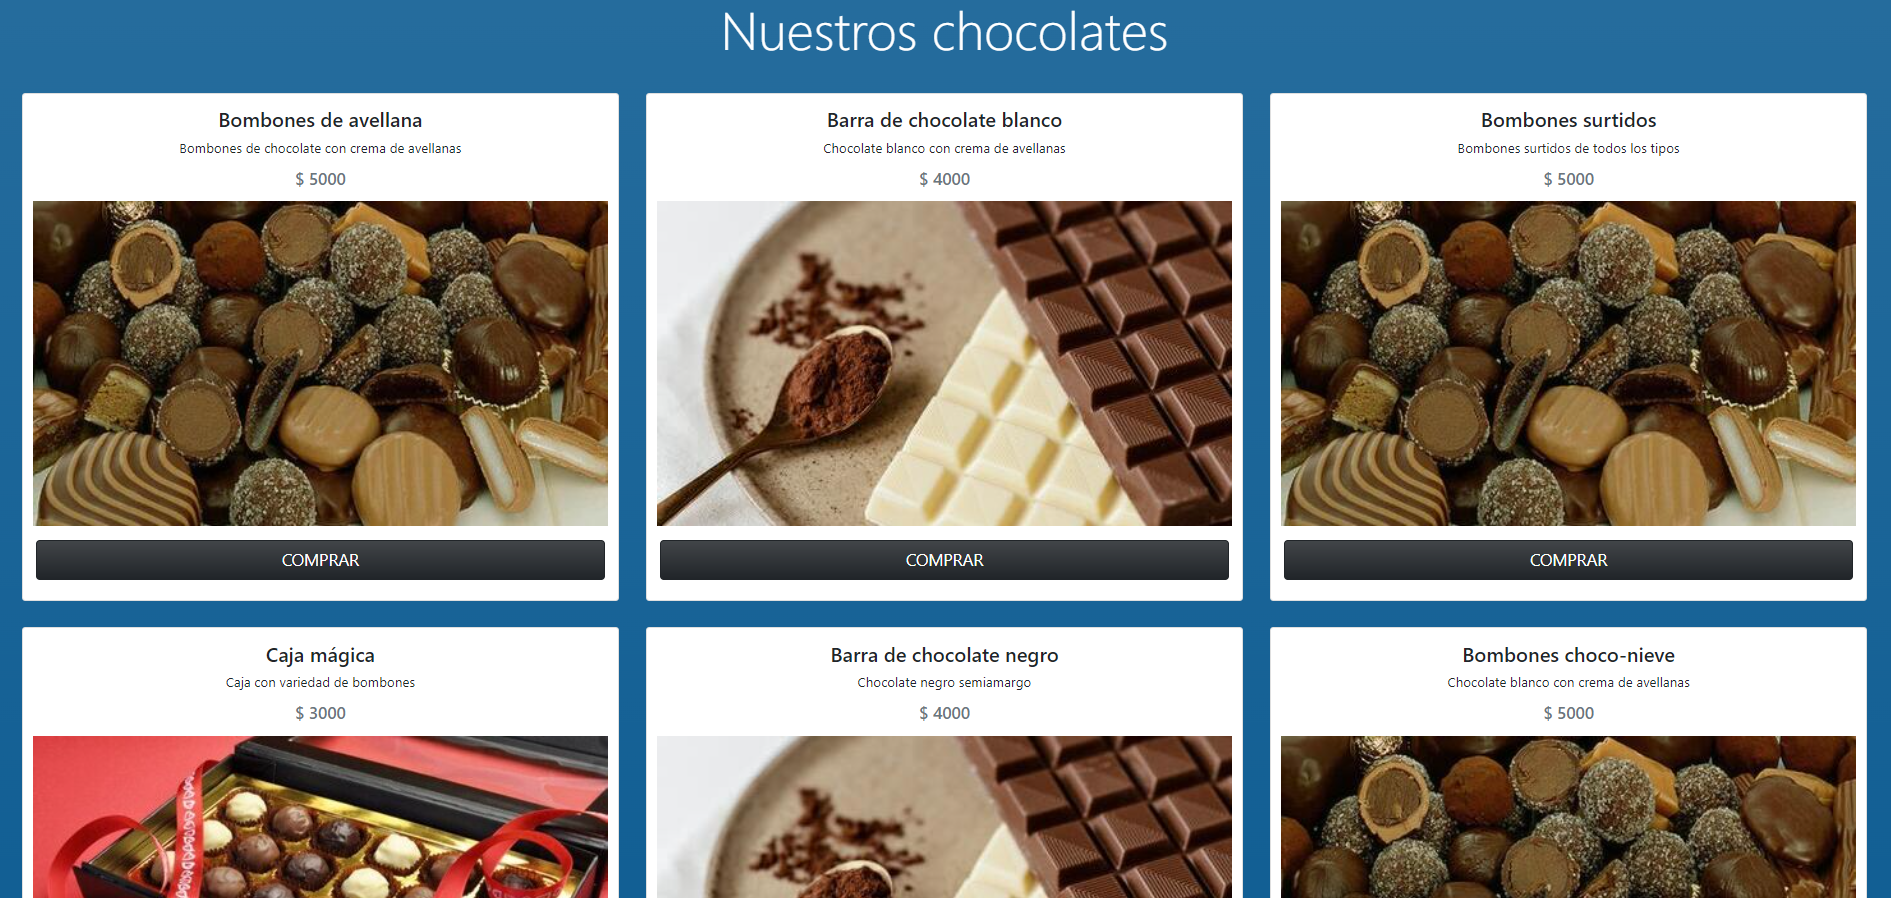 Nuestros chocolates
Bombones de avellana
Bombones de chocolate con crema de avellanas
$ 5000
COMPRAR
Barra de chocolate blanco
Chocolate blanco con crema de avellanas
$ 4000
COMPRAR
Bombones surtidos
Bombones surtidos de todos los tipos
$ 5000
COMPRAR
Caja mágica
Caja con variedad de bombones
$ 3000
Barra de chocolate negro
Chocolate negro semiamargo
$ 4000
Bombones choco-nieve
Chocolate blanco con crema de avellanas
$ 5000